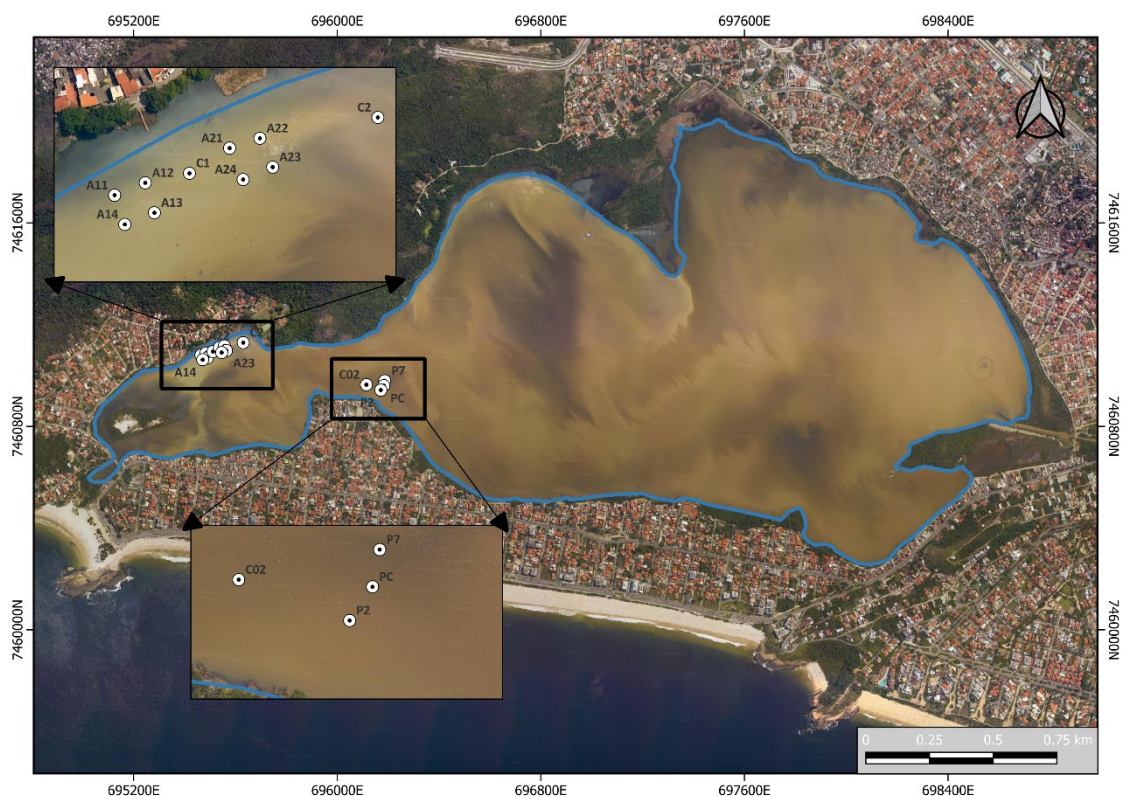 695200E 696000E 696800E 697600E 698400E
C2
A22
A21
A23
C1
A12
A24
A11
A13
A14
7461600N 7461600N
C2
A14 A23
C02 P7
P2 PC
7460800N 7460800N
P7
C02 PC
P2
7460000N 7460000N
0 0.25 0.5 0.75 km
695200E 696000E 696800E 697600E 698400E